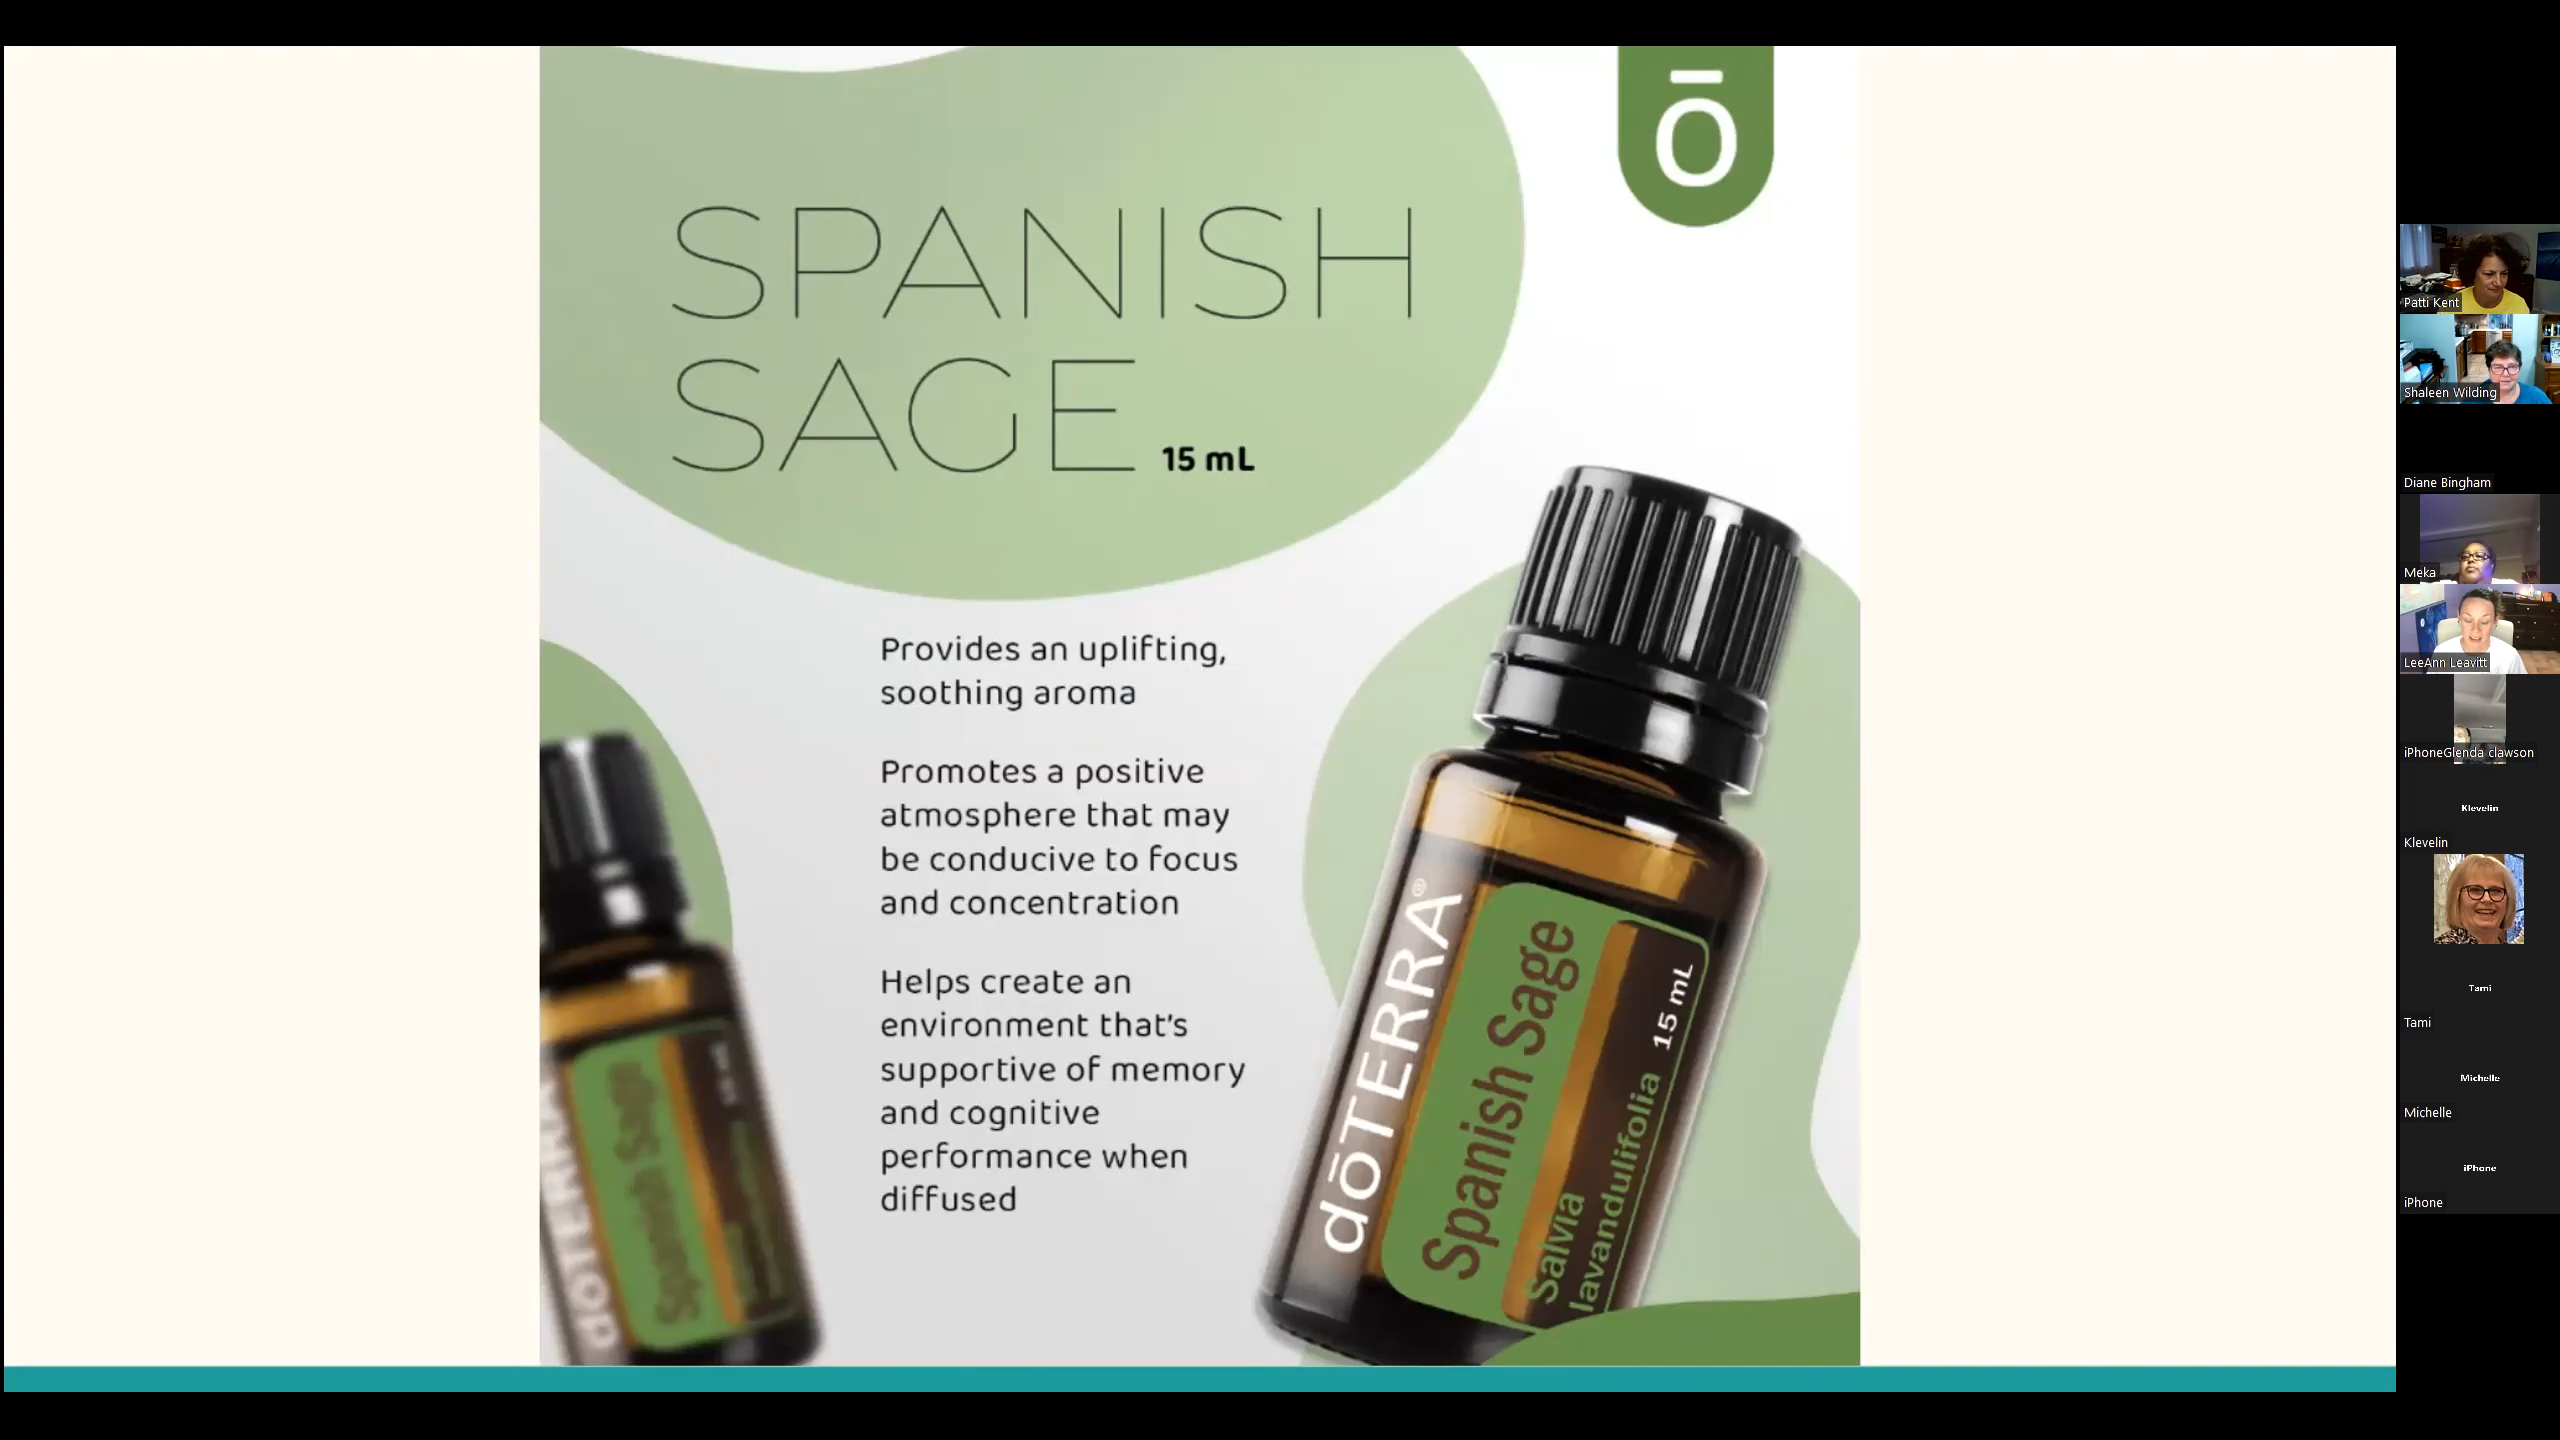 ō
SPANISH
SAGE 15 mL
Provides an uplifting,
soothing aroma
Promotes a positive
atmosphere that may
be conducive to focus
and concentration
Helps create an
environment that's
supportive of memory
and cognitive
performance when
diffused
dōTERRA®
Spanish Sage
Salvia
lavandulifolia 15 mL
dōTERRA
Spanish Sage
Patti Kent
Shaleen Wilding
Diane Bingham
Meka
LeeAnn Leavitt
iPhoneGlenda clawson
Klevelin
Klevelin
Tami
Tami
Michelle
Michelle
iPhone
iPhone